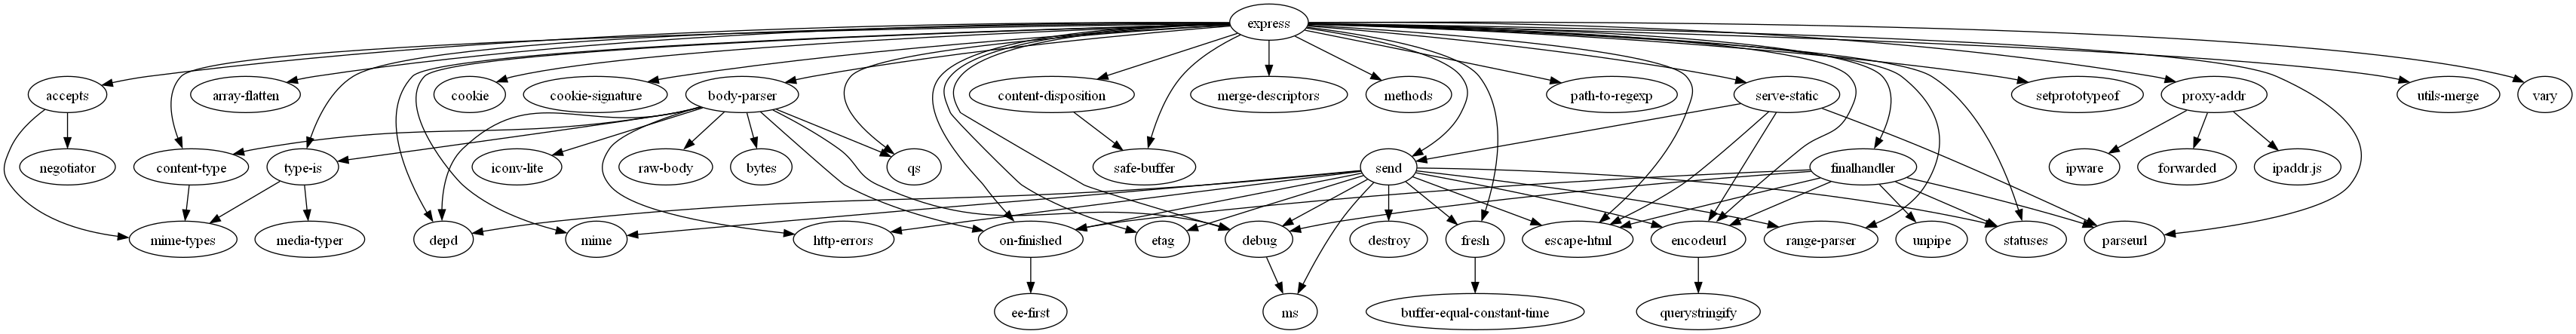 express
accepts
array-flatten
cookie
cookie-signature
body-parser
content-disposition
merge-descriptors
methods
path-to-regexp
serve-static
setprototypeof
proxy-addr
utils-merge
vary
negotiator
content-type
type-is
iconv-lite
raw-body
bytes
qs
safe-buffer
send
finalhandler
ipware
forwarded
ipaddr.js
mime-types
media-typer
depd
mime
http-errors
on-finished
etag
debug
destroy
fresh
escape-html
encodeurl
range-parser
unpipe
statuses
parseurl
ee-first
ms
buffer-equal-constant-time
querystringify